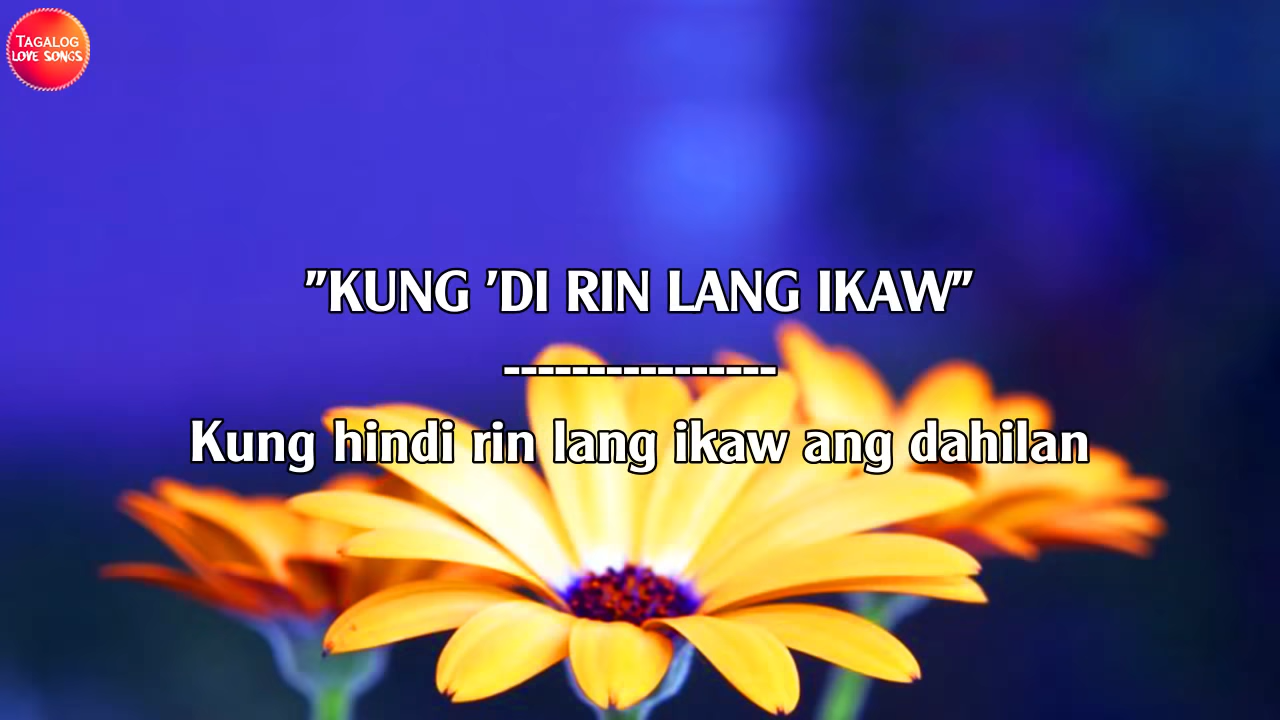 TAGALOG
LOVE SONGS
"KUNG 'DI RIN LANG IKAW"
----------------
Kung hindi rin lang ikaw ang dahilan